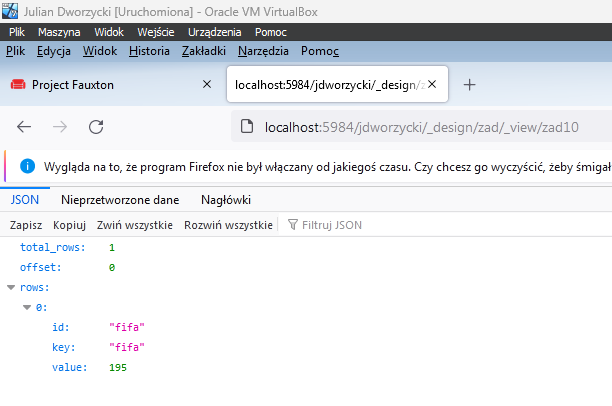 Julian Dworzycki [Uruchomiona] - Oracle VM VirtualBox
Plik Maszyna Widok Wejście Urządzenia Pomoc
Plik Edycja Widok Historia Zakładki Narzędzia Pomoc
Project Fauxton × localhost:5984/jdworzycki/_design/z × +
localhost:5984/jdworzycki/_design/zad/_view/zad10
Wygląda na to, że program Firefox nie był włączany od jakiegoś czasu. Czy chcesz go wyczyścić, żeby śmigał
JSON Nieprzetworzone dane Nagłówki
Zapisz Kopiuj Zwiń wszystkie Rozwiń wszystkie Filtruj JSON
total_rows: 1
offset: 0
rows:
0:
id: "fifa"
key: "fifa"
value: 195